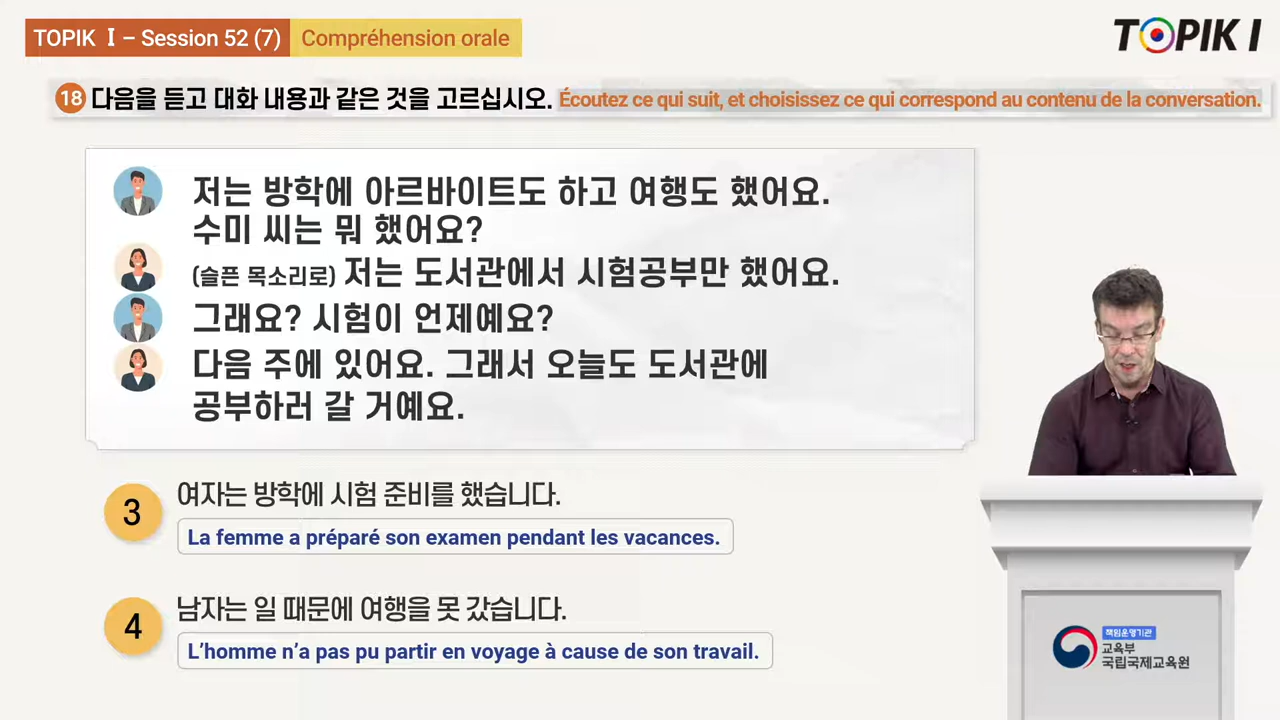 TOPIK Ⅰ – Session 52 (7) Compréhension orale
TOPIK I
18 다음을 듣고 대화 내용과 같은 것을 고르십시오. Écoutez ce qui suit, et choisissez ce qui correspond au contenu de la conversation.
저는 방학에 아르바이트도 하고 여행도 했어요.
수미 씨는 뭐 했어요?
(슬픈 목소리로) 저는 도서관에서 시험공부만 했어요.
그래요? 시험이 언제예요?
다음 주에 있어요. 그래서 오늘도 도서관에
공부하러 갈 거예요.
3 여자는 방학에 시험 준비를 했습니다.
La femme a préparé son examen pendant les vacances.
4 남자는 일 때문에 여행을 못 갔습니다.
L’homme n’a pas pu partir en voyage à cause de son travail.
책임운영기관
교육부
국립국제교육원